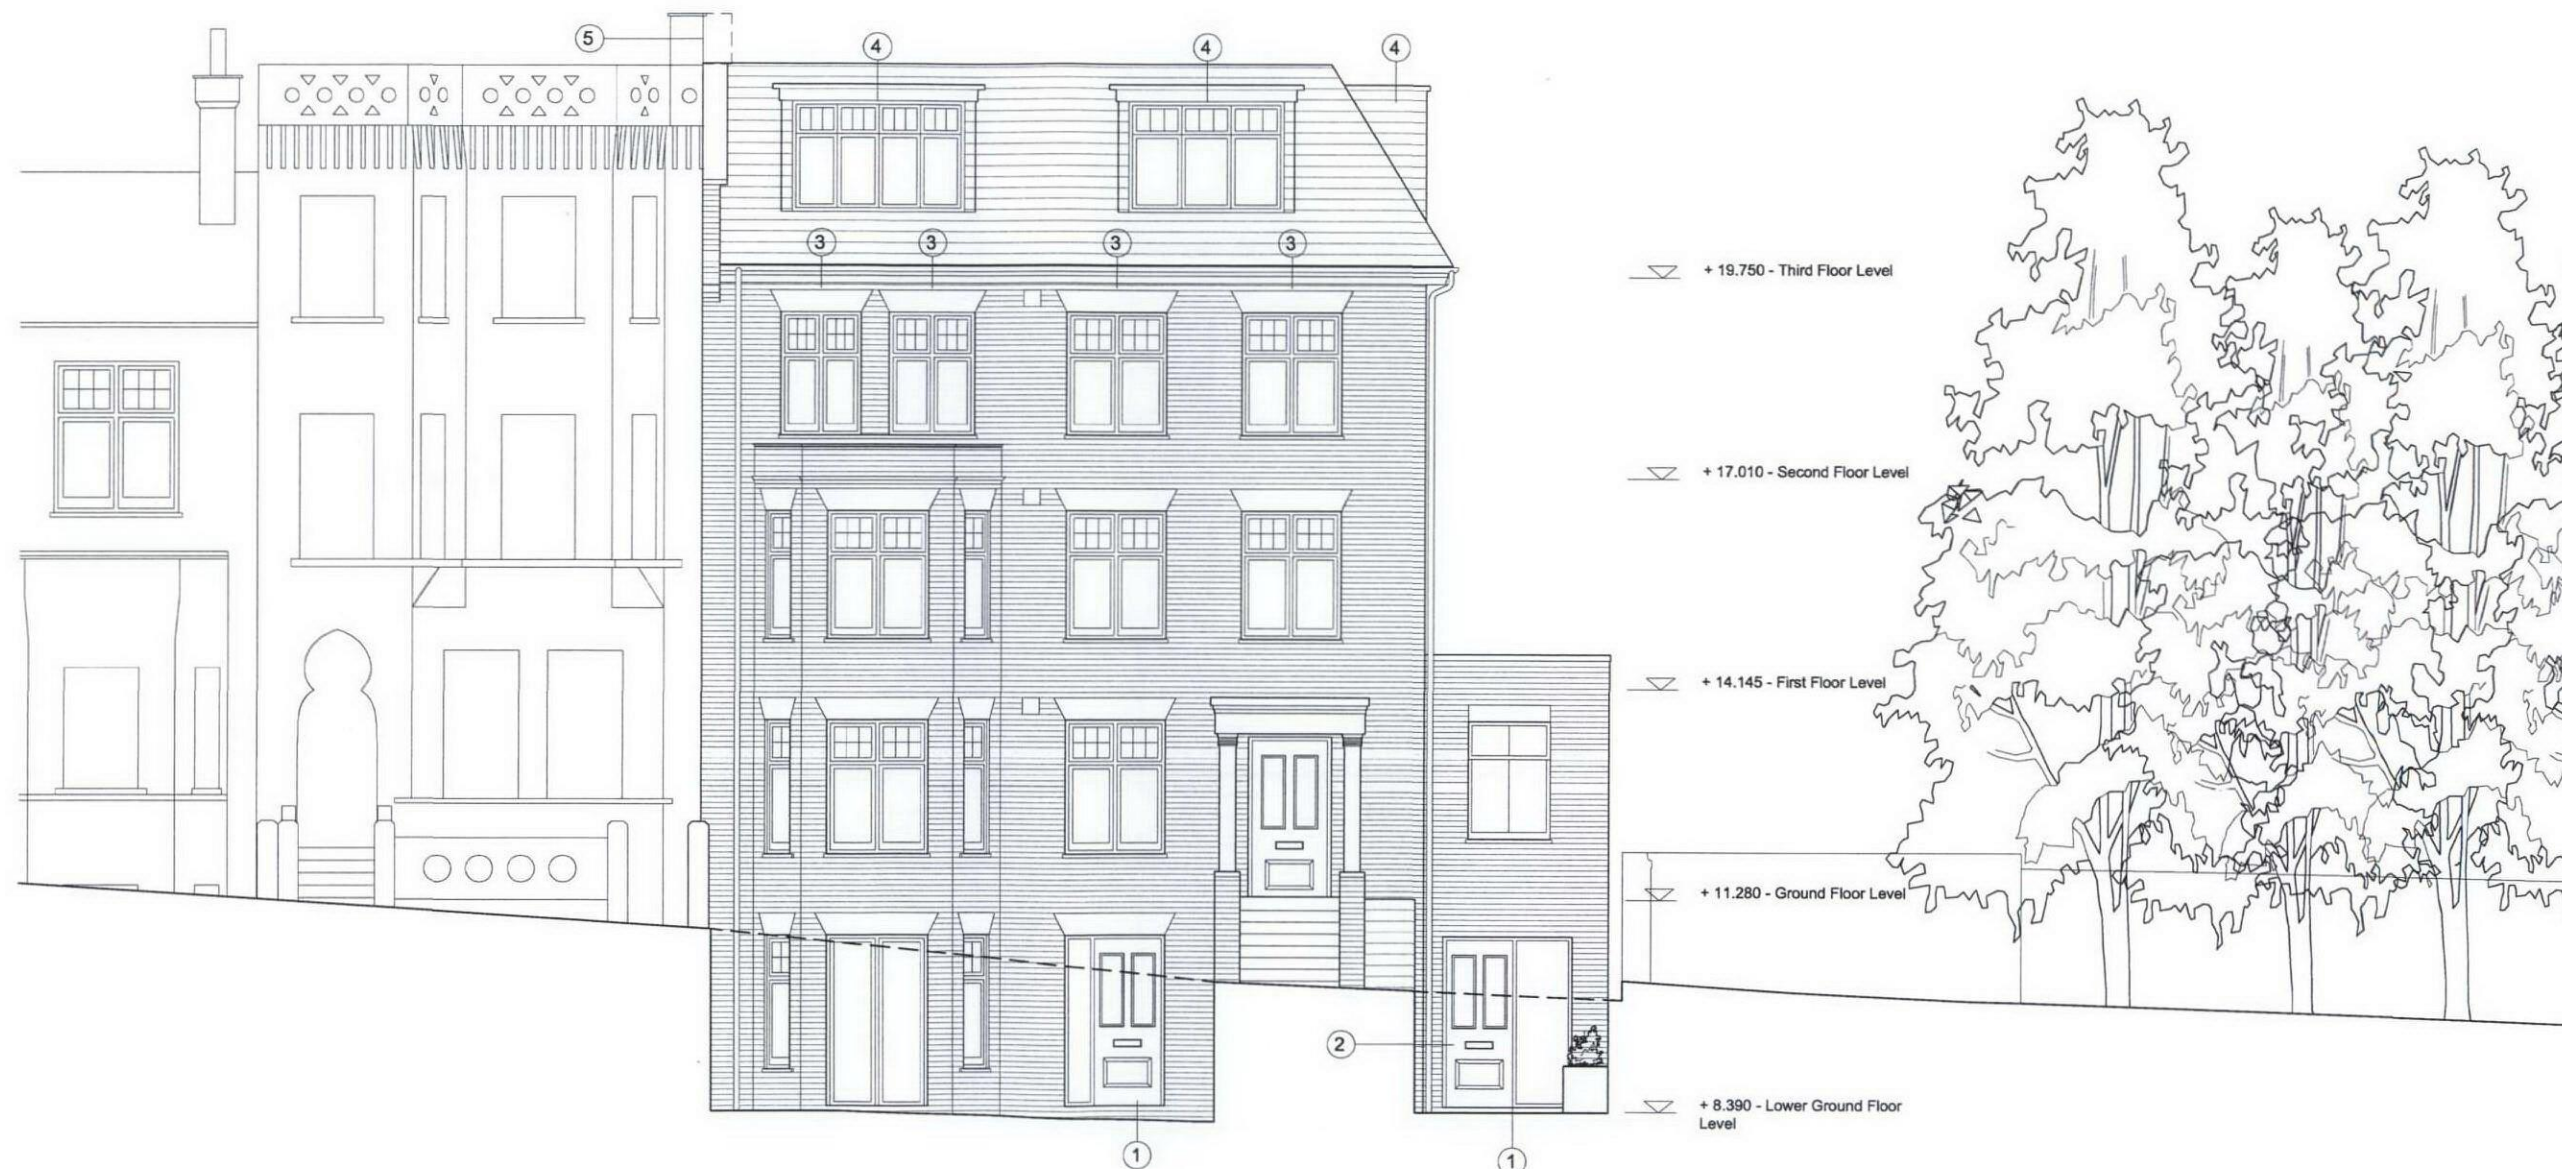 5
4
4
4
3
3
3
3
+ 19.750 - Third Floor Level
+ 17.010 - Second Floor Level
+ 14.145 - First Floor Level
+ 11.280 - Ground Floor Level
2
+ 8.390 - Lower Ground Floor
Level
1
1